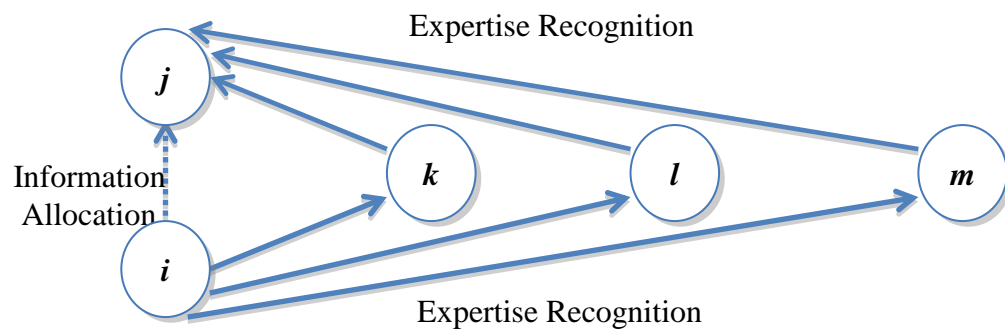 Expertise Recognition
j
k
l
m
Information
Allocation
i
Expertise Recognition